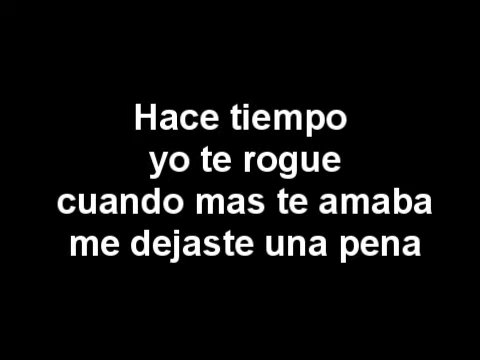 Hace tiempo
yo te rogue
cuando mas te amaba
me dejaste una pena